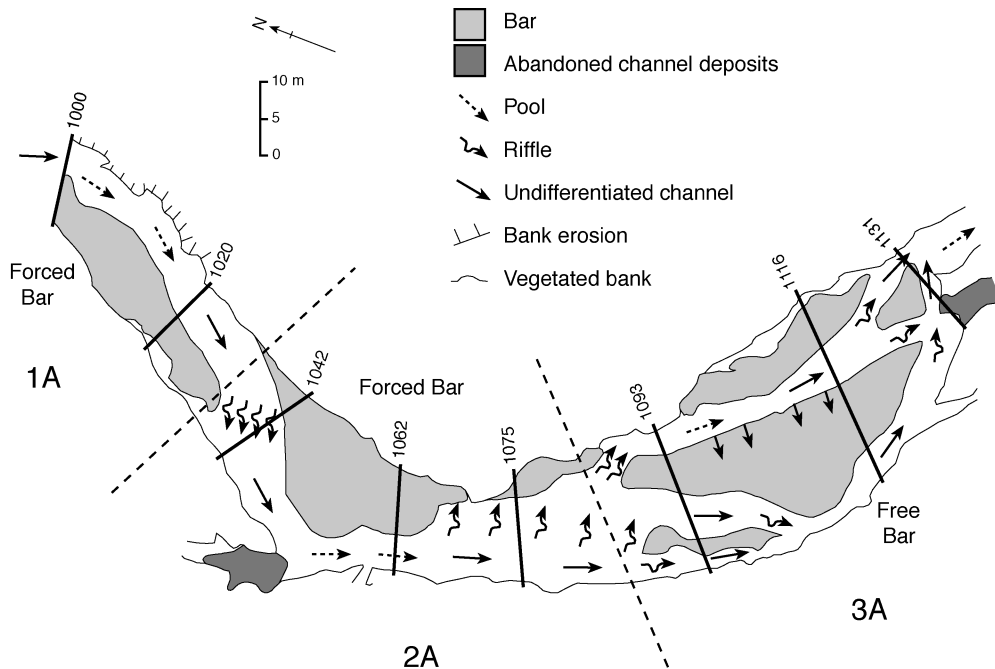 N
10 m
5
0
Bar
Abandoned channel deposits
Pool
Riffle
Undifferentiated channel
Bank erosion
Vegetated bank
1000
1020
Forced
Bar
1A
1042
Forced Bar
1062
1075
1093
1116
1131
Free
Bar
3A
2A